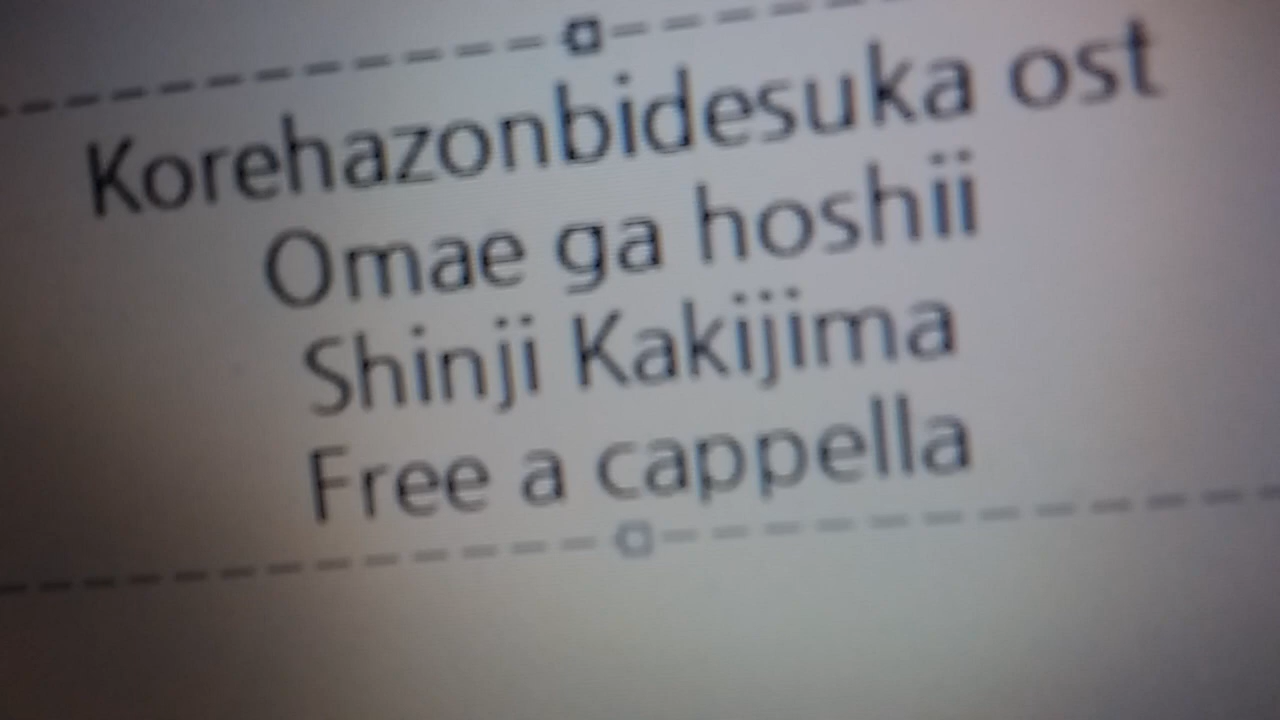 Korehazonbidesuka ost
Omae ga hoshii
Shinji Kakijima
Free a cappella